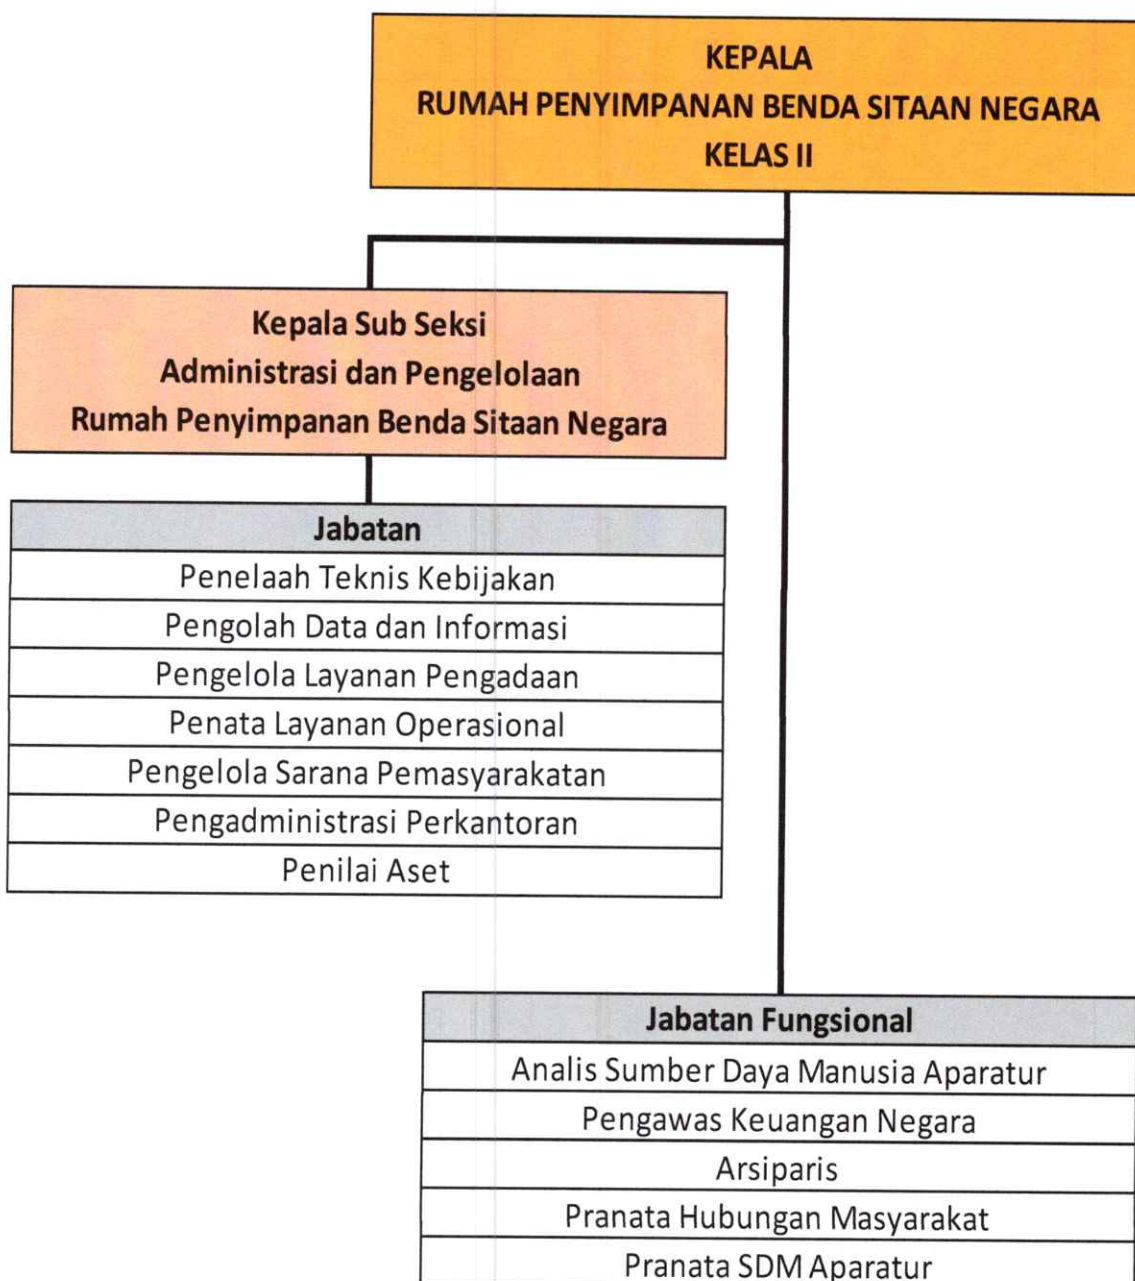 KEPALA
RUMAH PENYIMPANAN BENDA SITAAN NEGARA
KELAS II
Kepala Sub Seksi
Administrasi dan Pengelolaan
Rumah Penyimpanan Benda Sitaan Negara
Jabatan
Penelaah Teknis Kebijakan
Pengolah Data dan Informasi
Pengelola Layanan Pengadaan
Penata Layanan Operasional
Pengelola Sarana Pemasyarakatan
Pengadministrasi Perkantoran
Penilai Aset
Jabatan Fungsional
Analis Sumber Daya Manusia Aparatur
Pengawas Keuangan Negara
Arsiparis
Pranata Hubungan Masyarakat
Pranata SDM Aparatur